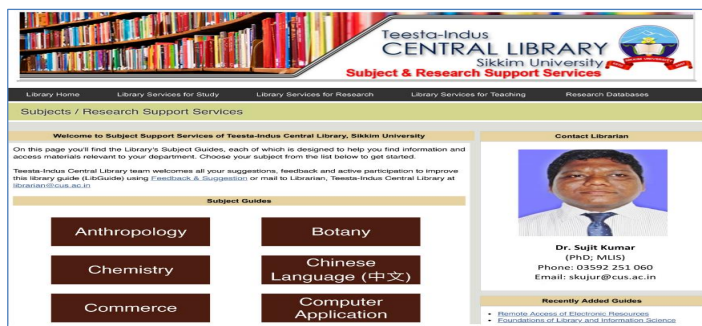 Teesta-Indus
CENTRAL LIBRARY
Sikkim University
Subject & Research Support Services
Library Home
Library Services for Study
Library Services for Research
Library Services for Teaching
Research Databases
Subjects / Research Support Services
Welcome to Subject Support Services of Teesta-Indus Central Library, Sikkim University
On this page you'll find the Library's Subject Guides, each of which is designed to help you find information and
access materials relevant to your department. Choose your subject from the list below to get started.
Teesta-Indus Central Library team welcomes all your suggestions, feedback and active participation to improve
this library guide (LibGuide) using Feedback & Suggestion or mail to Librarian, Teesta-Indus Central Library at
librarian@cus.ac.in
Subject Guides
Anthropology
Botany
Chemistry
Chinese
Language (中文)
Commerce
Computer
Application
Contact Librarian
Dr. Sujit Kumar
(PhD; MLIS)
Phone: 03592 251 060
Email: skujur@cus.ac.in
Recently Added Guides
Remote Access of Electronic Resources
Foundations of Library and Information Science